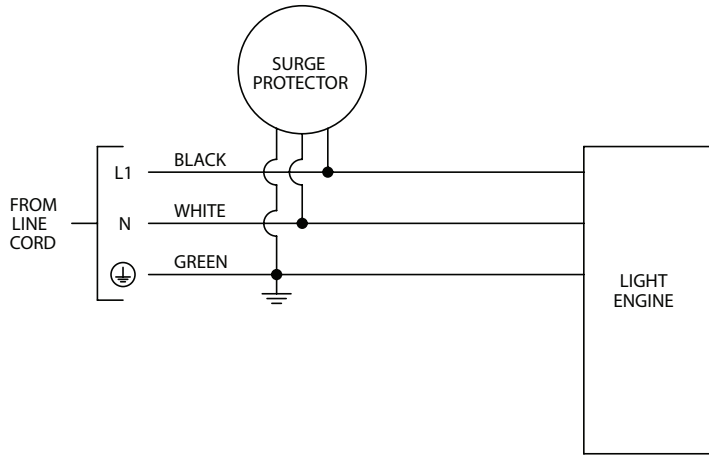 SURGE
PROTECTOR
L1
BLACK
FROM
LINE
CORD
N
WHITE
GREEN
LIGHT
ENGINE